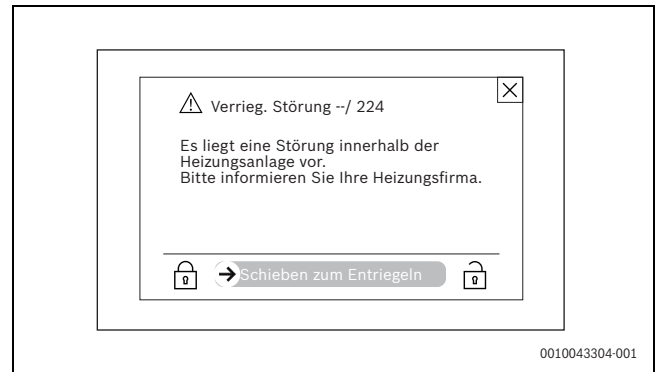 Verrieg. Störung --/ 224
Es liegt eine Störung innerhalb der
Heizungsanlage vor.
Bitte informieren Sie Ihre Heizungsfirma.
Schieben zum Entriegeln
0010043304-001